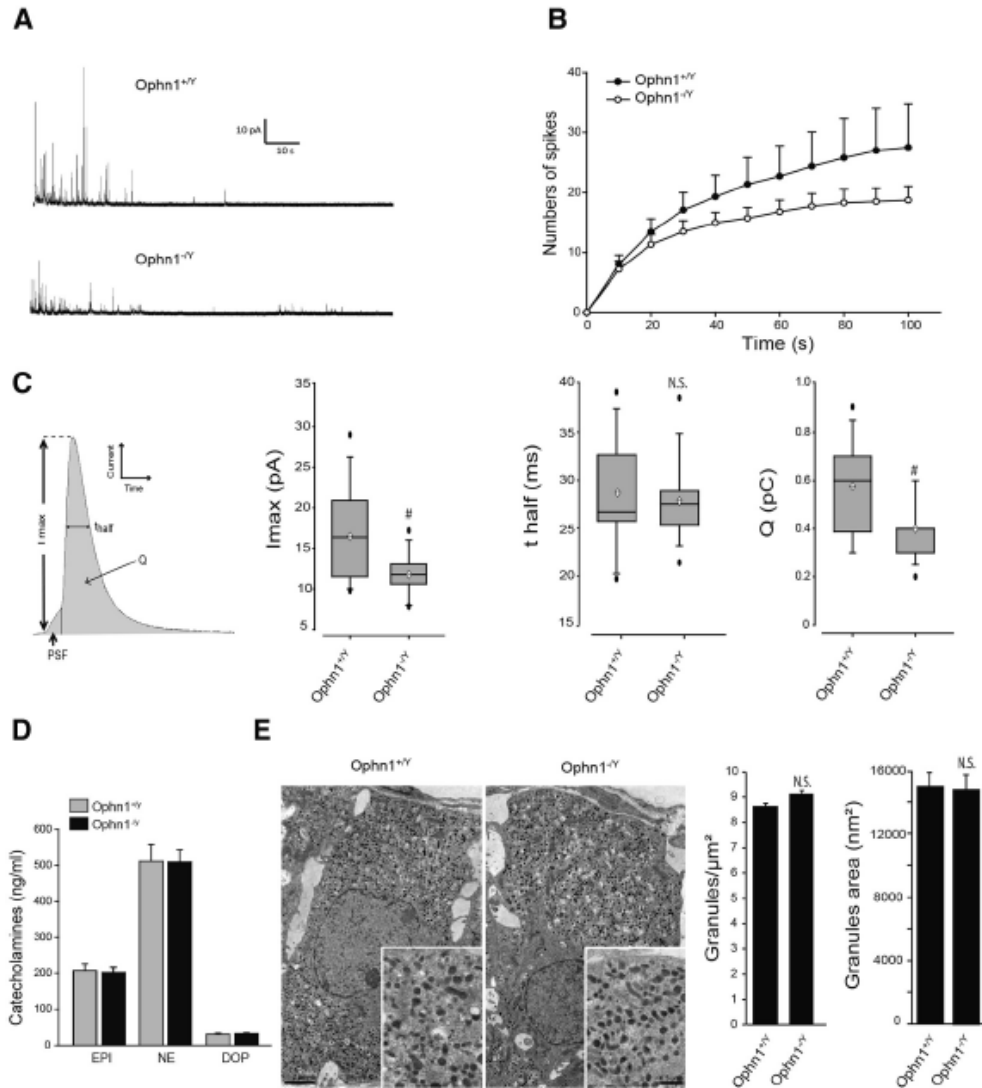 A
Ophn1+/Y
10 pA
10 s
Ophn1-/Y
B
Ophn1+/Y
Ophn1-/Y
Numbers of spikes
40
30
20
10
0
0 20 40 60 80 100
Time (s)
C
I max
Current
Time
thalf
Q
PSF
Imax (pA)
35
30
25
20
15
10
5
#
Ophn1+/Y
Ophn1-/Y
t half (ms)
40
35
30
25
20
15
N.S.
Ophn1+/Y
Ophn1-/Y
Q (pC)
1.0
0.8
0.6
0.4
0.2
0
#
Ophn1+/Y
Ophn1-/Y
D
Ophn1+/Y
Ophn1-/Y
Catecholamines (ng/ml)
600
500
400
300
200
100
0
EPI NE DOP
E
Ophn1+/Y
Ophn1-/Y
Granules/µm²
10
9
8
7
6
5
4
3
2
1
0
N.S.
Ophn1+/Y
Ophn1-/Y
Granules area (nm²)
16000
12000
8000
4000
0
N.S.
Ophn1+/Y
Ophn1-/Y